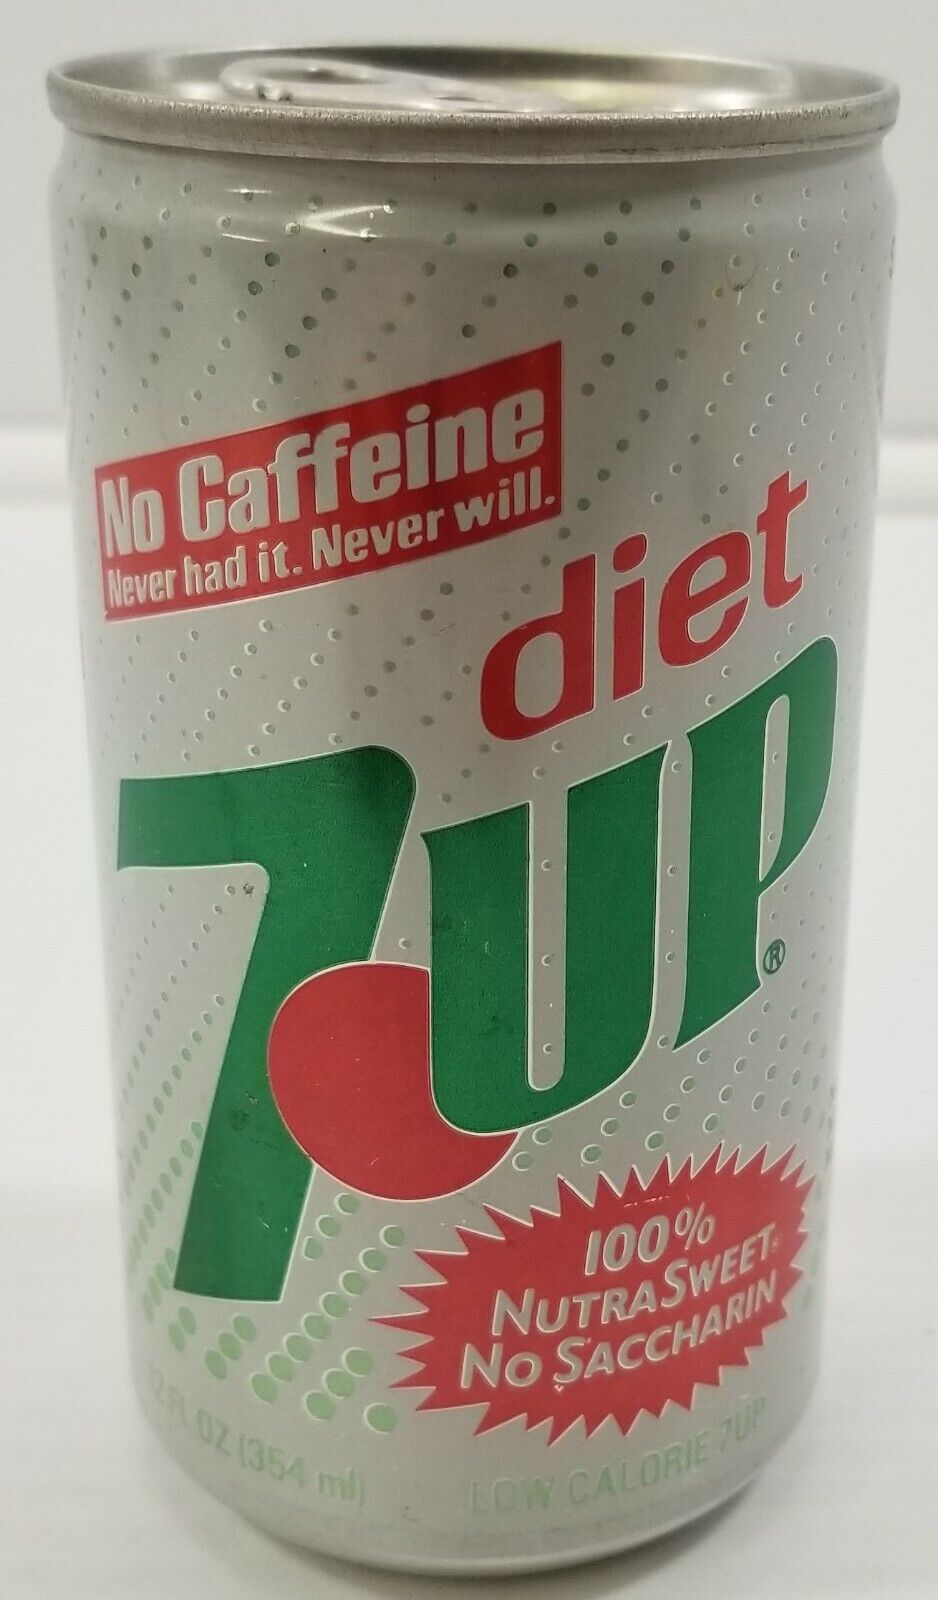 No Caffeine
Never had it. Never will.
diet
7UP®
100%
NUTRASWEET
NO SACCHARIN
12 FL OZ (354 ml)
LOW CALORIE 7UP